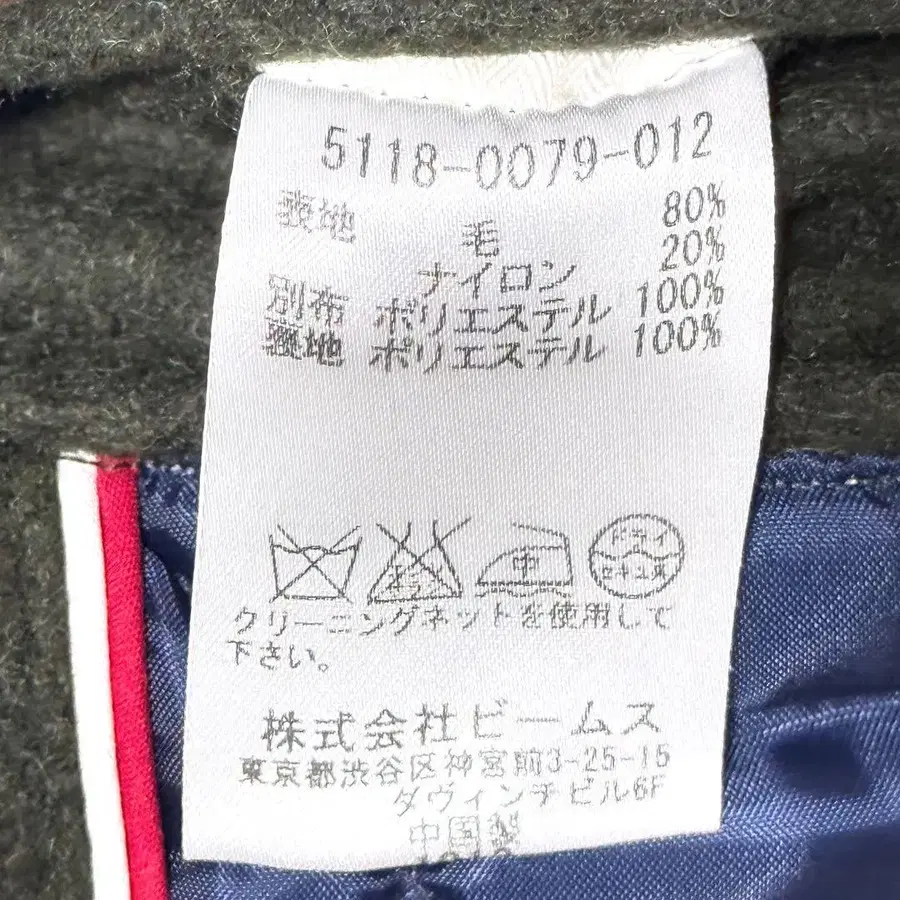 5118-0079-012
表地 毛 80%
ナイロン 20%
別布 ポリエステル 100%
裏地 ポリエステル 100%
中 ドライ セキユ系
クリーニングネットを使用して
下さい。
株式会社ビームス
東京都渋谷区神宮前3-25-15
ダヴィンチビル6F
中国製